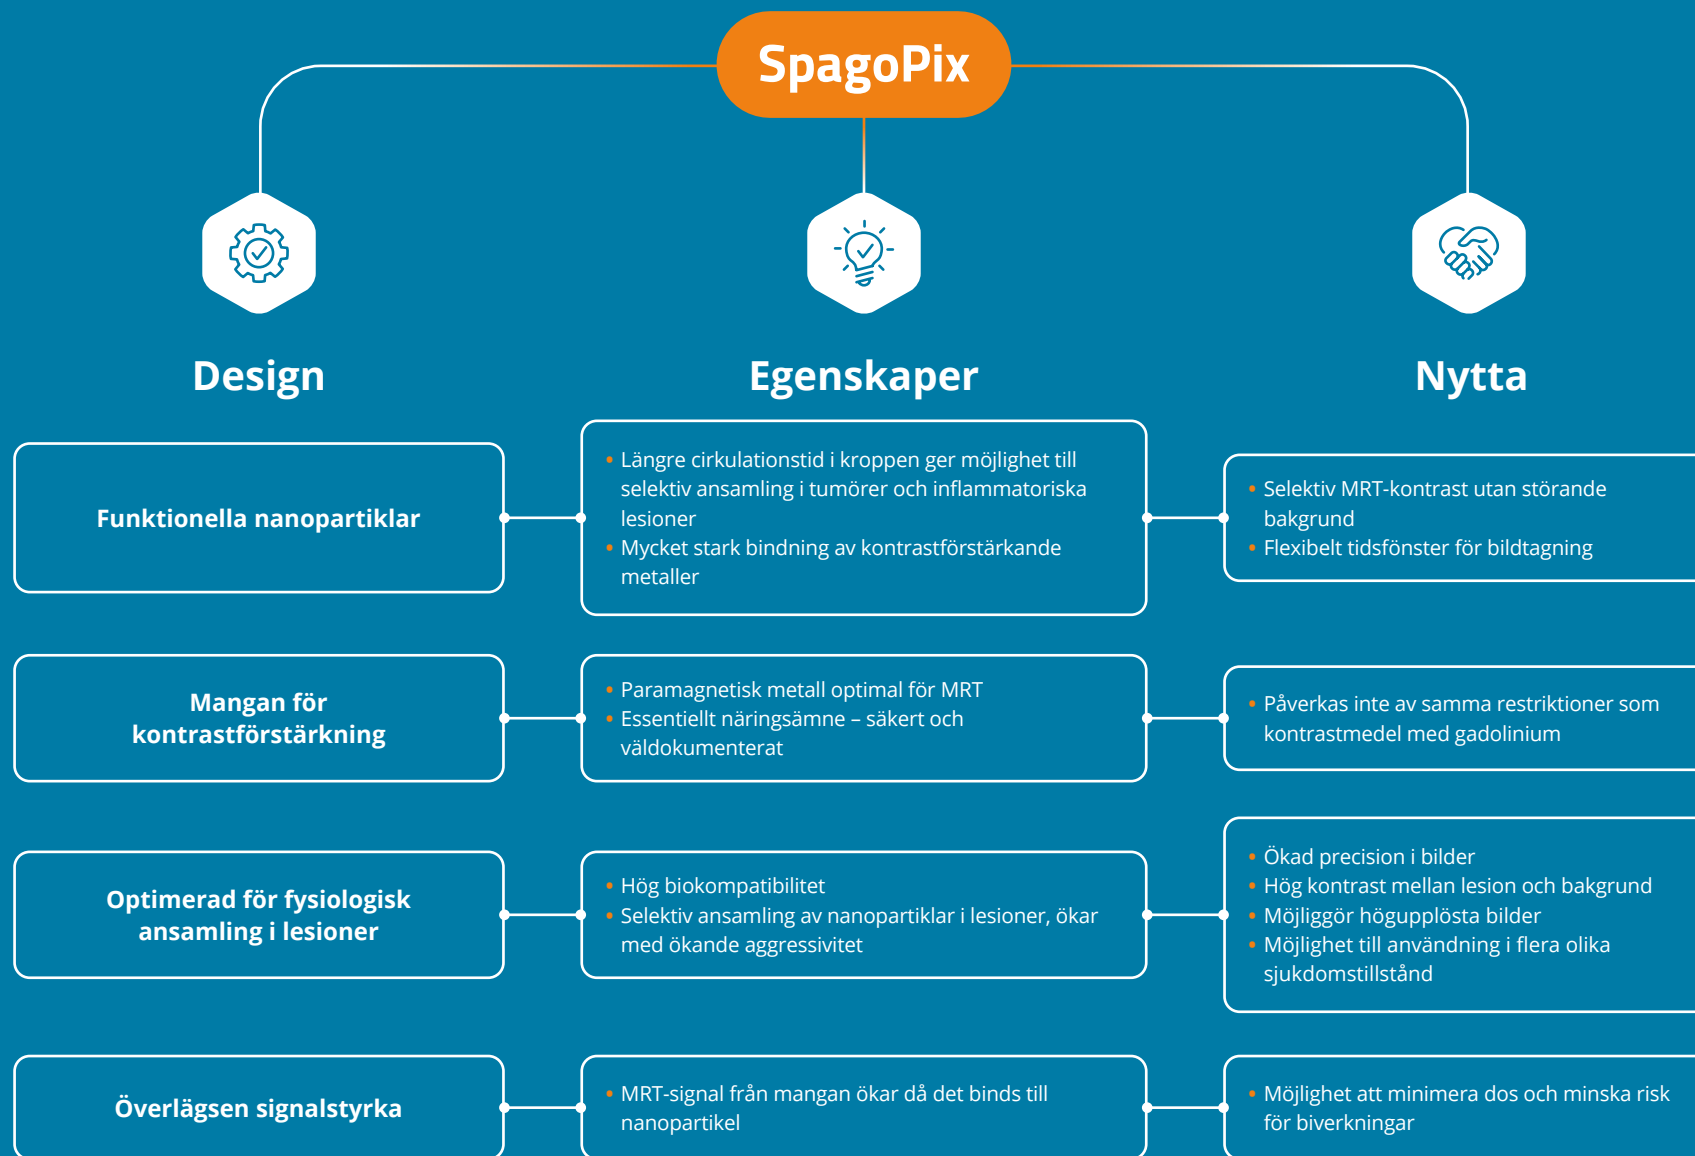 SpagoPix
Design
Egenskaper
Nytta
Funktionella nanopartiklar
• Längre cirkulationstid i kroppen ger möjlighet till
selektiv ansamling i tumörer och inflammatoriska
lesioner
• Mycket stark bindning av kontrastförstärkande
metaller
• Selektiv MRT-kontrast utan störande
bakgrund
• Flexibelt tidsfönster för bildtagning
Mangan för
kontrastförstärkning
• Paramagnetisk metall optimal för MRT
• Essentiellt näringsämne – säkert och
väldokumenterat
• Påverkas inte av samma restriktioner som
kontrastmedel med gadolinium
Optimerad för fysiologisk
ansamling i lesioner
• Hög biokompatibilitet
• Selektiv ansamling av nanopartiklar i lesioner, ökar
med ökande aggressivitet
• Ökad precision i bilder
• Hög kontrast mellan lesion och bakgrund
• Möjliggör högupplösta bilder
• Möjlighet till användning i flera olika
sjukdomstillstånd
Överlägsen signalstyrka
• MRT-signal från mangan ökar då det binds till
nanopartikel
• Möjlighet att minimera dos och minska risk
för biverkningar